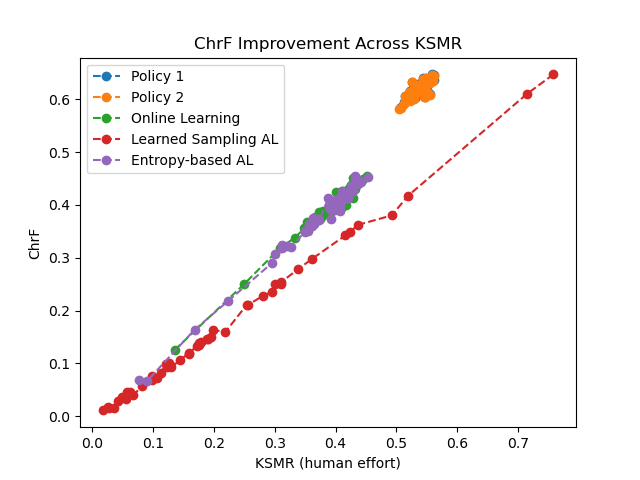 ChrF Improvement Across KSMR
Policy 1
Policy 2
Online Learning
Learned Sampling AL
Entropy-based AL
ChrF
0.6
0.5
0.4
0.3
0.2
0.1
0.0
0.0 0.1 0.2 0.3 0.4 0.5 0.6 0.7
KSMR (human effort)